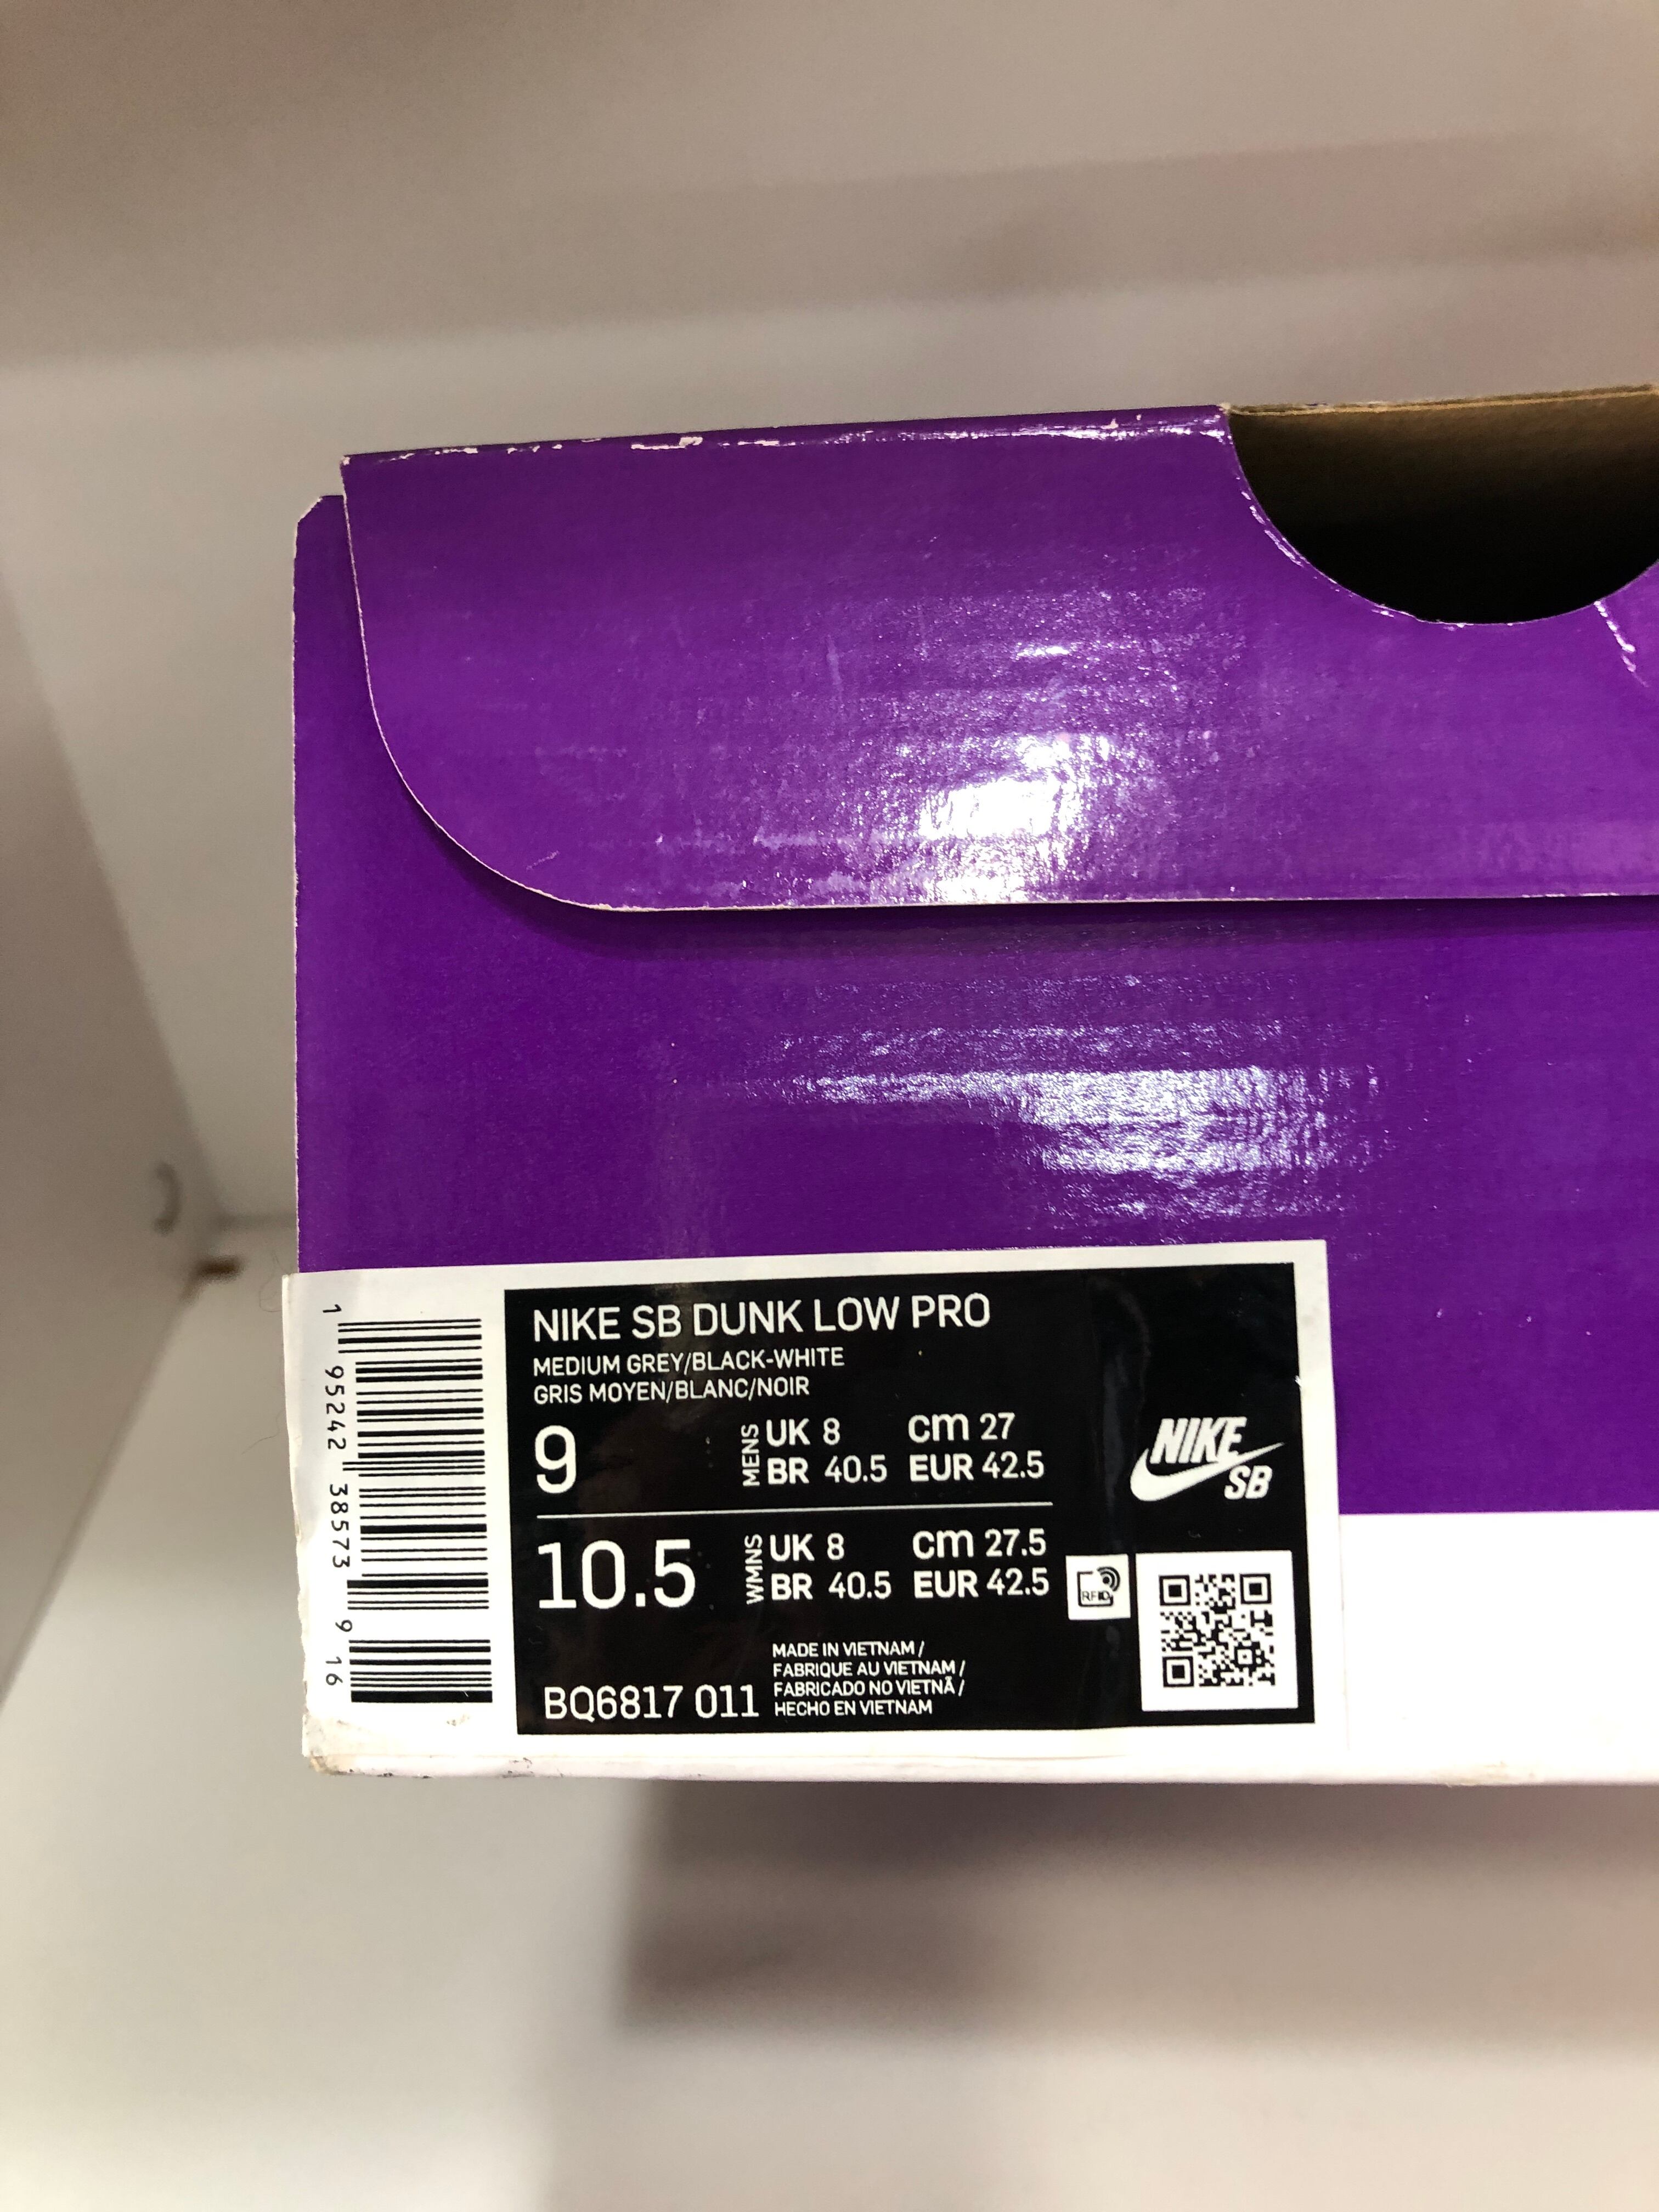 NIKE SB DUNK LOW PRO
MEDIUM GREY/BLACK-WHITE
GRIS MOYEN/BLANC/NOIR
9 MENS UK 8 cm 27
BR 40.5 EUR 42.5
10.5 WMNS UK 8 cm 27.5
BR 40.5 EUR 42.5
MADE IN VIETNAM /
FABRIQUE AU VIETNAM /
FABRICADO NO VIETNÃ /
HECHO EN VIETNAM
BQ6817 011
NIKE
SB
RFID
1 95242 38573 9 16